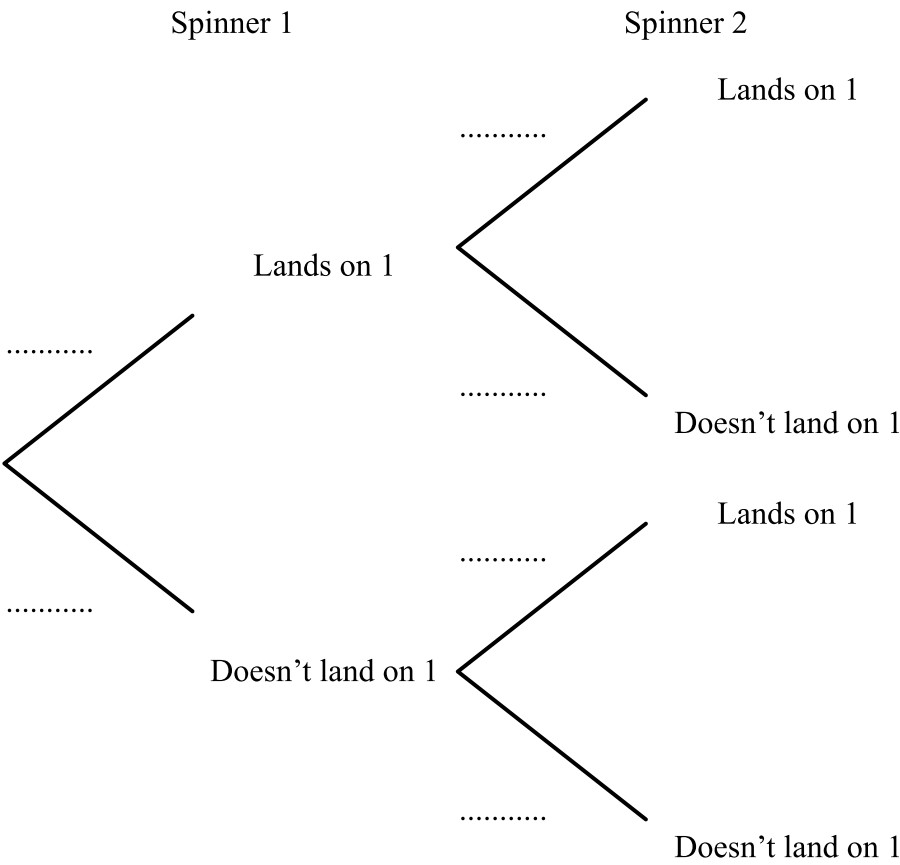 Spinner 1
Spinner 2
Lands on 1
...........
Lands on 1
...........
...........
Doesn’t land on 1
Lands on 1
...........
...........
Doesn’t land on 1
...........
Doesn’t land on 1